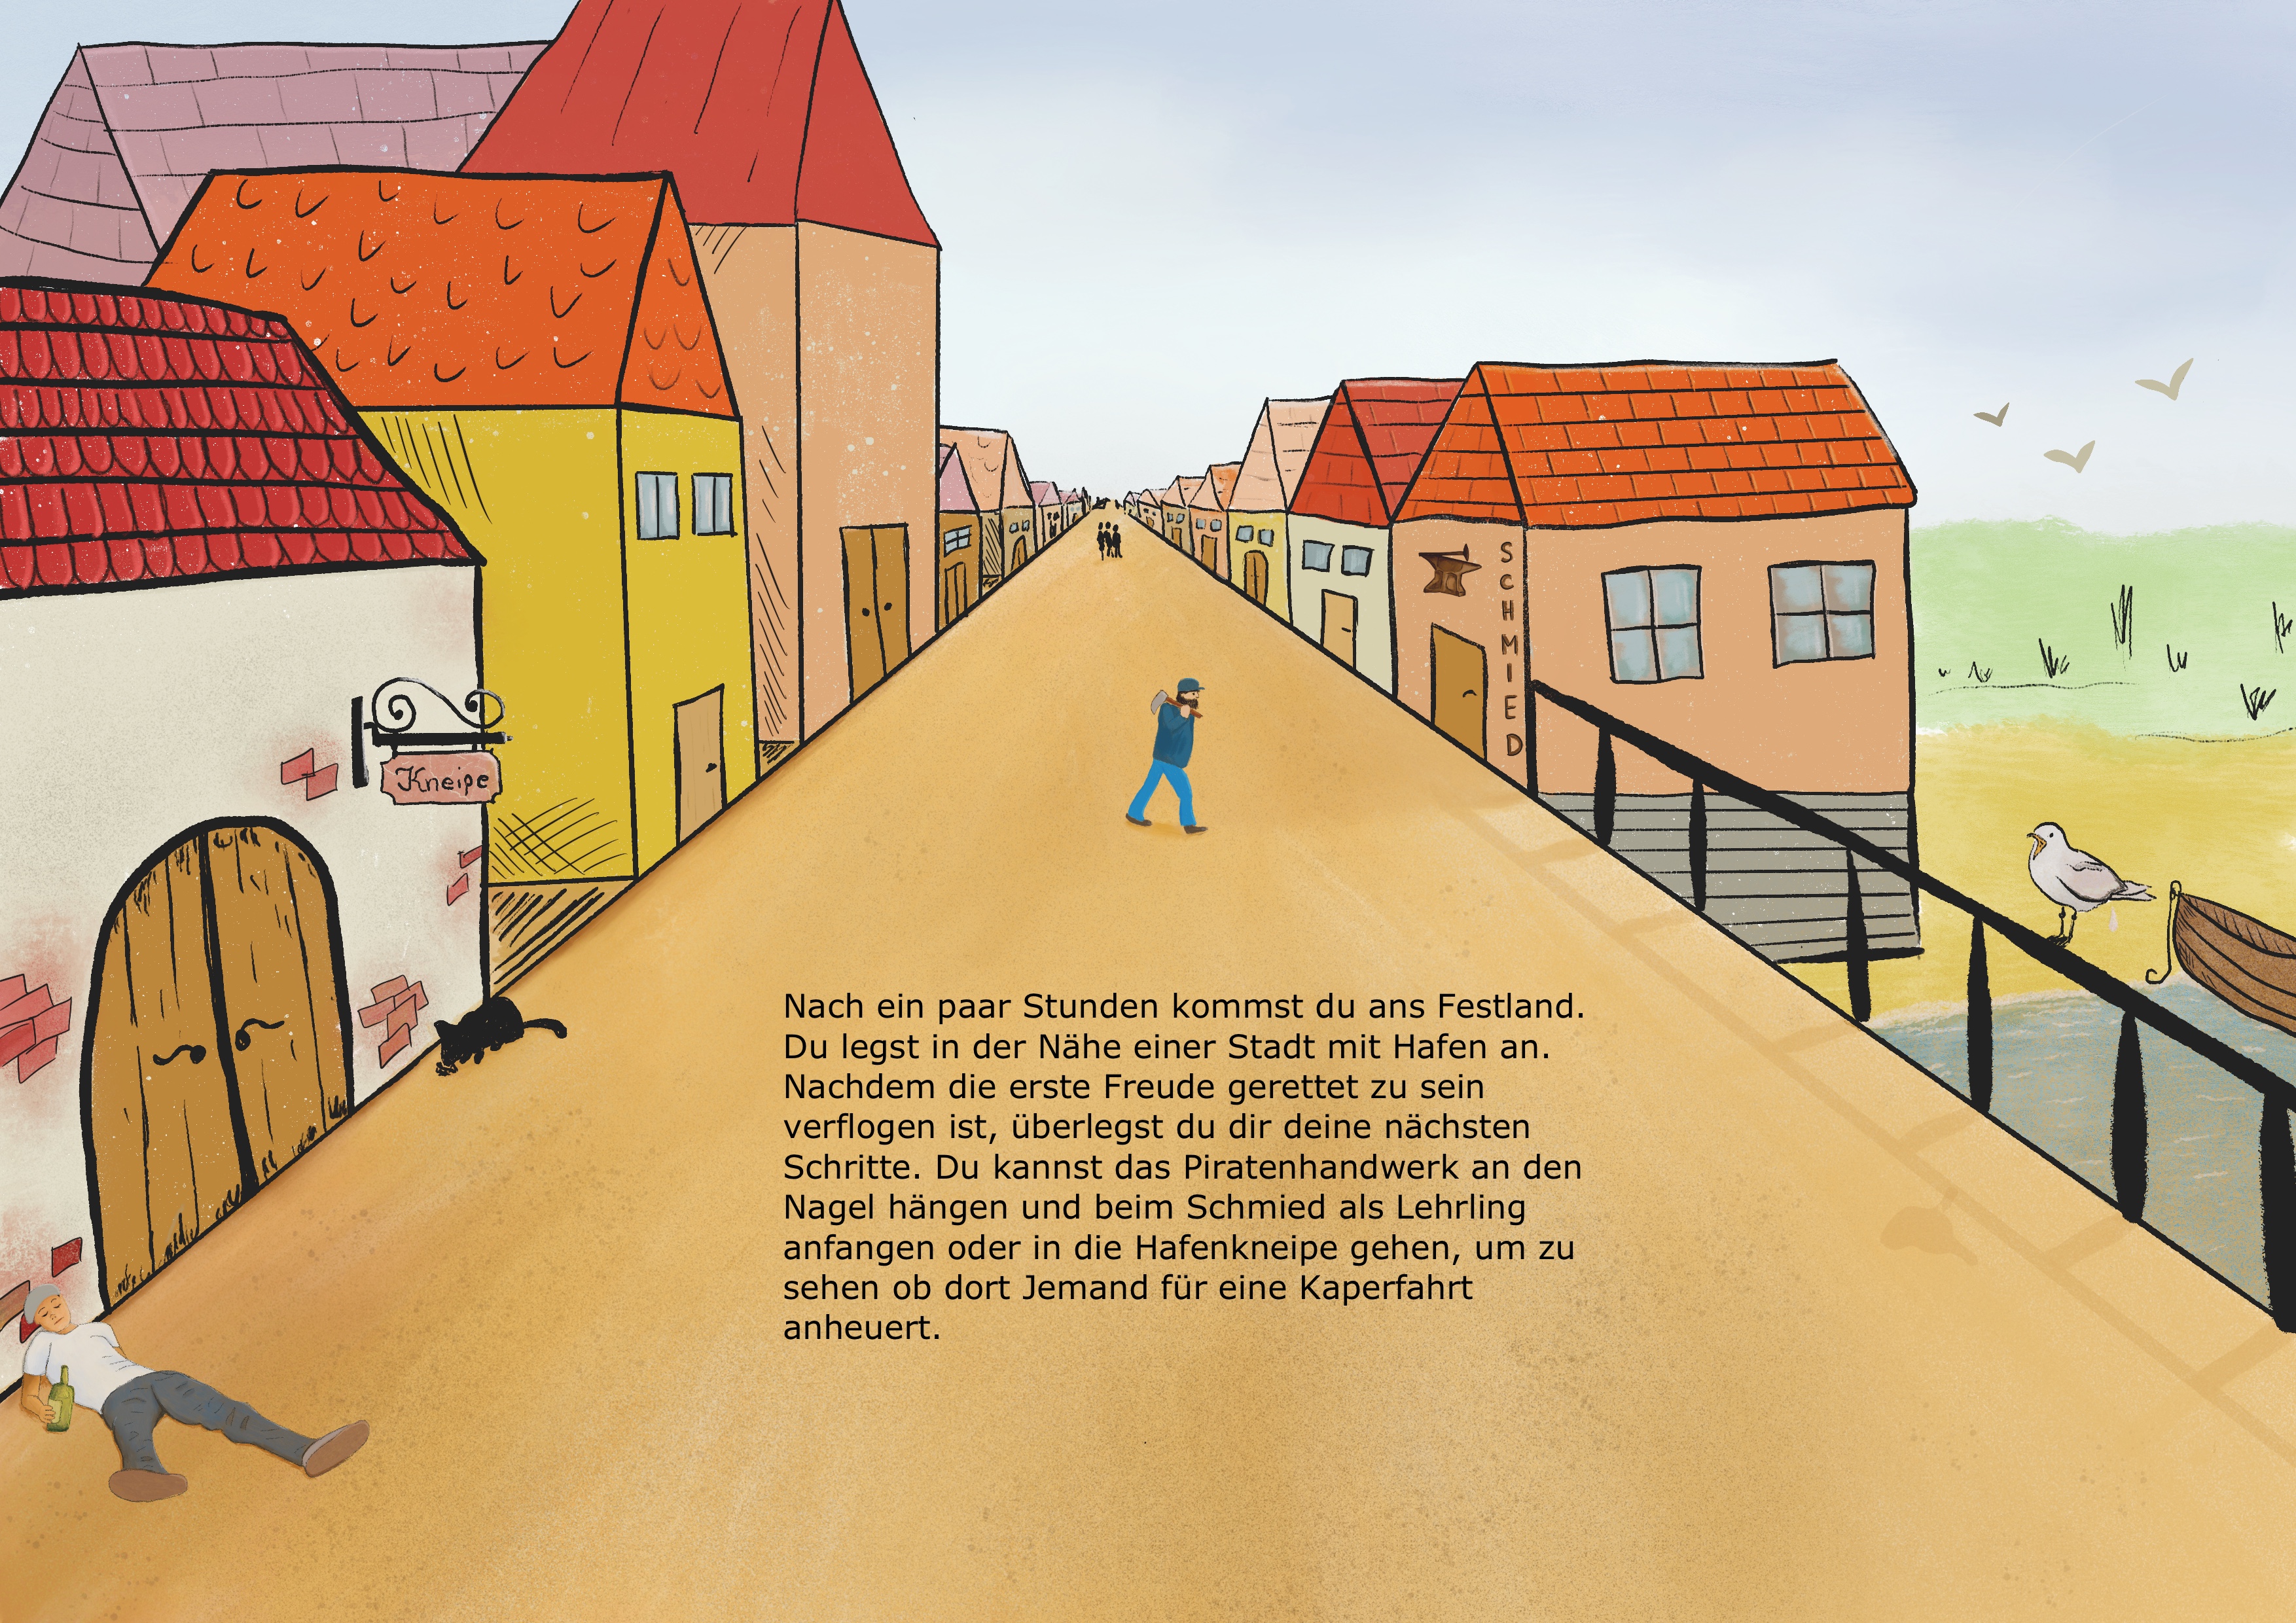 SCHMIED
Kneipe
Nach ein paar Stunden kommst du ans Festland.
Du legst in der Nähe einer Stadt mit Hafen an.
Nachdem die erste Freude gerettet zu sein
verflogen ist, überlegst du dir deine nächsten
Schritte. Du kannst das Piratenhandwerk an den
Nagel hängen und beim Schmied als Lehrling
anfangen oder in die Hafenkneipe gehen, um zu
sehen ob dort Jemand für eine Kaperfahrt
anheuert.